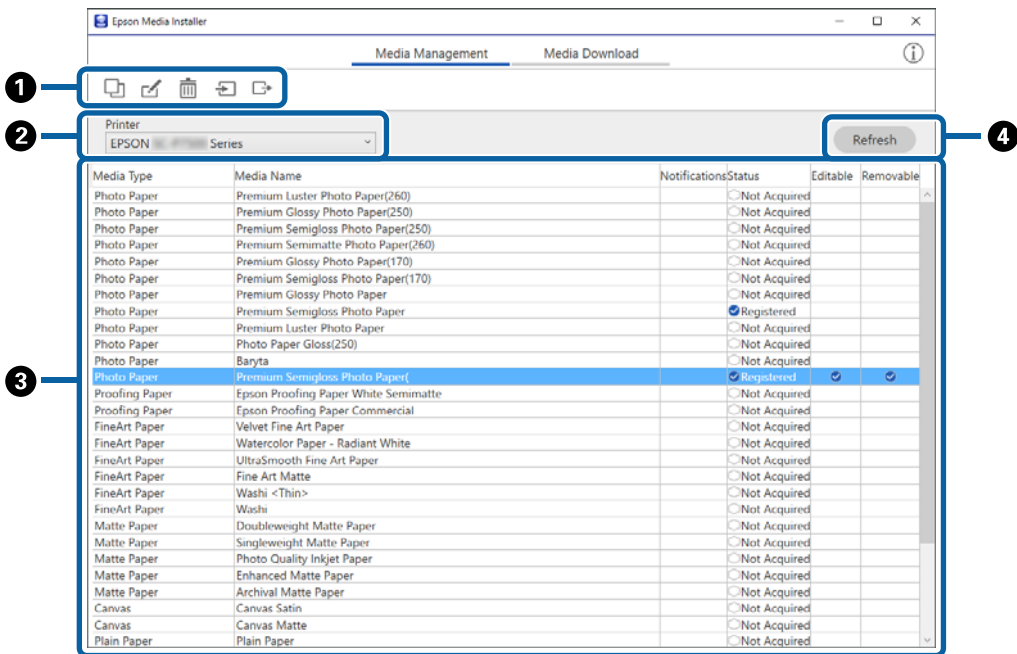 Epson Media Installer
Media Management Media Download
1
2
Printer
EPSON Series
Refresh
4
Media Type Media Name Notifications Status Editable Removable
Photo Paper Premium Luster Photo Paper(260) Not Acquired
Photo Paper Premium Glossy Photo Paper(250) Not Acquired
Photo Paper Premium Semigloss Photo Paper(250) Not Acquired
Photo Paper Premium Semimatte Photo Paper(260) Not Acquired
Photo Paper Premium Glossy Photo Paper(170) Not Acquired
Photo Paper Premium Semigloss Photo Paper(170) Not Acquired
Photo Paper Premium Glossy Photo Paper Not Acquired
Photo Paper Premium Semigloss Photo Paper Registered
Photo Paper Premium Luster Photo Paper Not Acquired
Photo Paper Photo Paper Gloss(250) Not Acquired
Photo Paper Baryta Not Acquired
3
Photo Paper Premium Semigloss Photo Paper( Registered
Proofing Paper Epson Proofing Paper White Semimatte Not Acquired
Proofing Paper Epson Proofing Paper Commercial Not Acquired
FineArt Paper Velvet Fine Art Paper Not Acquired
FineArt Paper Watercolor Paper - Radiant White Not Acquired
FineArt Paper UltraSmooth Fine Art Paper Not Acquired
FineArt Paper Fine Art Matte Not Acquired
FineArt Paper Washi <Thin> Not Acquired
FineArt Paper Washi Not Acquired
Matte Paper Doubleweight Matte Paper Not Acquired
Matte Paper Singleweight Matte Paper Not Acquired
Matte Paper Photo Quality Inkjet Paper Not Acquired
Matte Paper Enhanced Matte Paper Not Acquired
Matte Paper Archival Matte Paper Not Acquired
Canvas Canvas Satin Not Acquired
Canvas Canvas Matte Not Acquired
Plain Paper Plain Paper Not Acquired